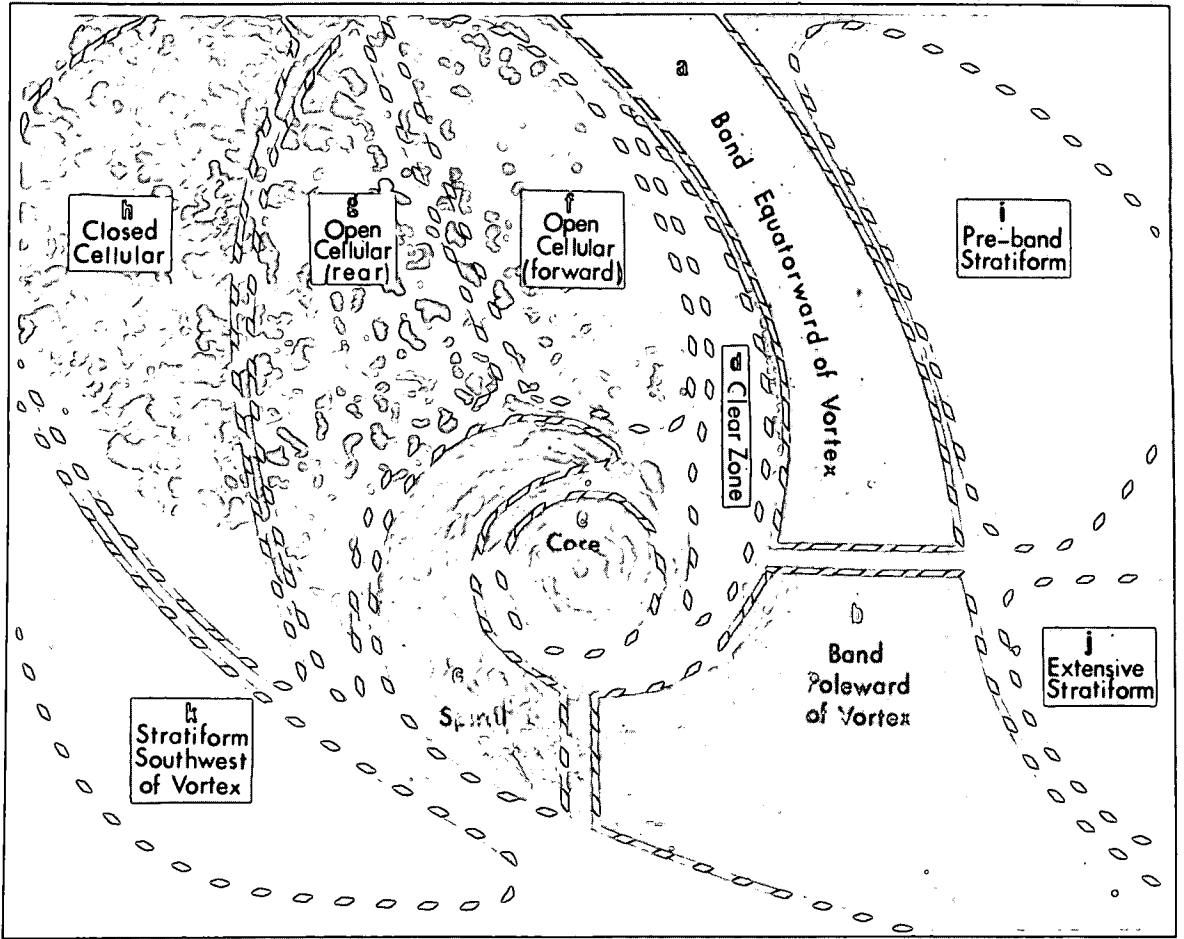 a
Band Equatorward of Vortex
h
Closed
Cellular
g
Open
Cellular
(rear)
f
Open
Cellular
(forward)
i
Pre-band
Stratiform
d Clear Zone
Core
b
Band
Poleward
of Vortex
j
Extensive
Stratiform
Spiral
k
Stratiform
Southwest
of Vortex